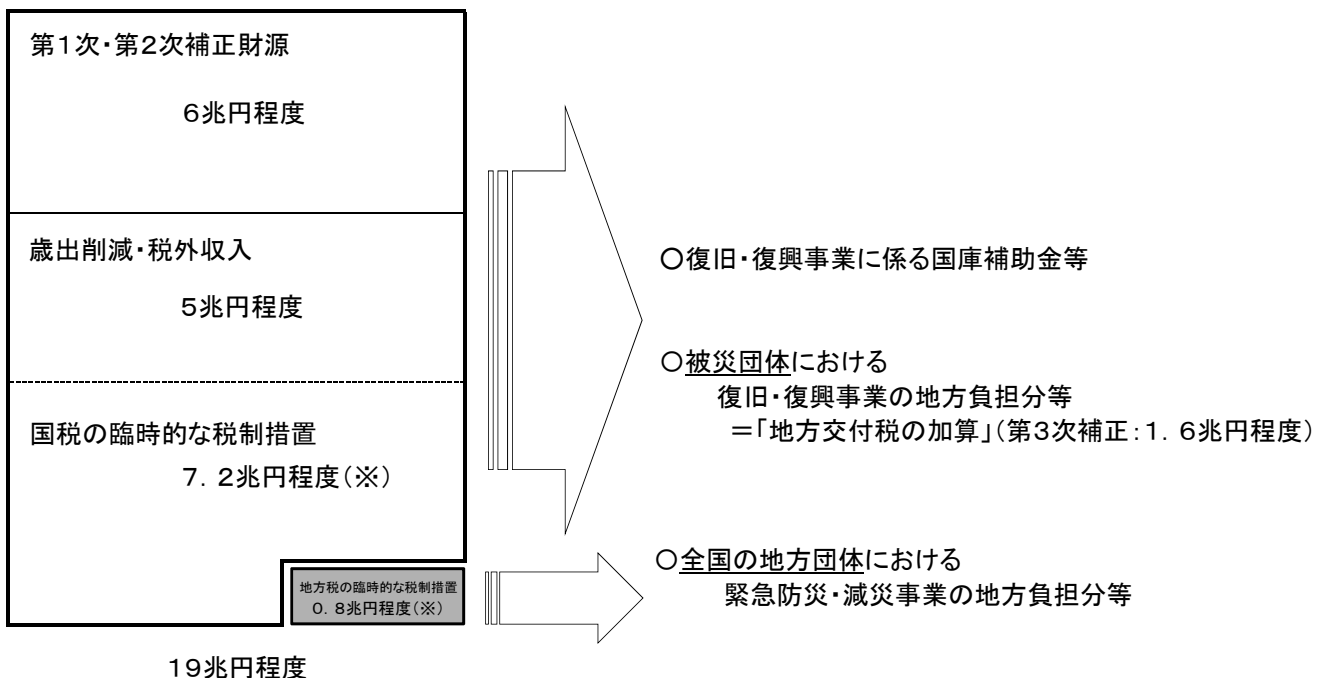 第1次・第2次補正財源
6兆円程度
歳出削減・税外収入
5兆円程度
国税の臨時的な税制措置
7.2兆円程度(※)
地方税の臨時的な税制措置
0.8兆円程度(※)
19兆円程度
○復旧・復興事業に係る国庫補助金等
○被災団体における
復旧・復興事業の地方負担分等
=「地方交付税の加算」(第3次補正:1.6兆円程度)
○全国の地方団体における
緊急防災・減災事業の地方負担分等